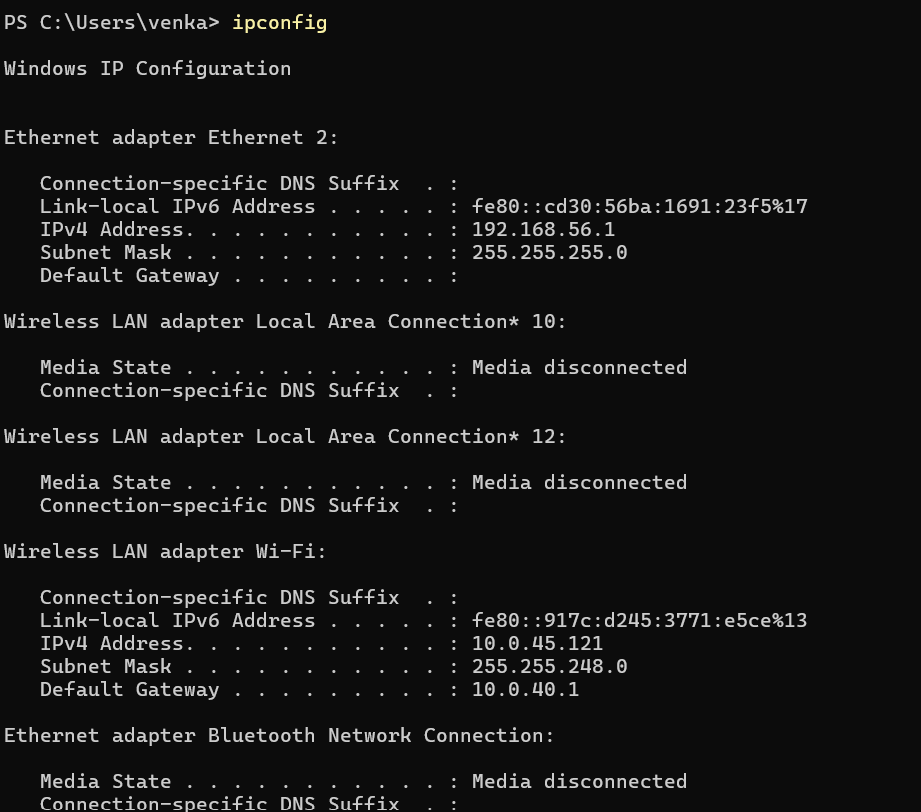 PS C:\Users\venka> ipconfig
Windows IP Configuration
Ethernet adapter Ethernet 2:
   Connection-specific DNS Suffix  . :
   Link-local IPv6 Address . . . . . : fe80::cd30:56ba:1691:23f5%17
   IPv4 Address. . . . . . . . . . . : 192.168.56.1
   Subnet Mask . . . . . . . . . . . : 255.255.255.0
   Default Gateway . . . . . . . . . :
Wireless LAN adapter Local Area Connection* 10:
   Media State . . . . . . . . . . . : Media disconnected
   Connection-specific DNS Suffix  . :
Wireless LAN adapter Local Area Connection* 12:
   Media State . . . . . . . . . . . : Media disconnected
   Connection-specific DNS Suffix  . :
Wireless LAN adapter Wi-Fi:
   Connection-specific DNS Suffix  . :
   Link-local IPv6 Address . . . . . : fe80::917c:d245:3771:e5ce%13
   IPv4 Address. . . . . . . . . . . : 10.0.45.121
   Subnet Mask . . . . . . . . . . . : 255.255.248.0
   Default Gateway . . . . . . . . . : 10.0.40.1
Ethernet adapter Bluetooth Network Connection:
   Media State . . . . . . . . . . . : Media disconnected
   Connection-specific DNS Suffix  . :